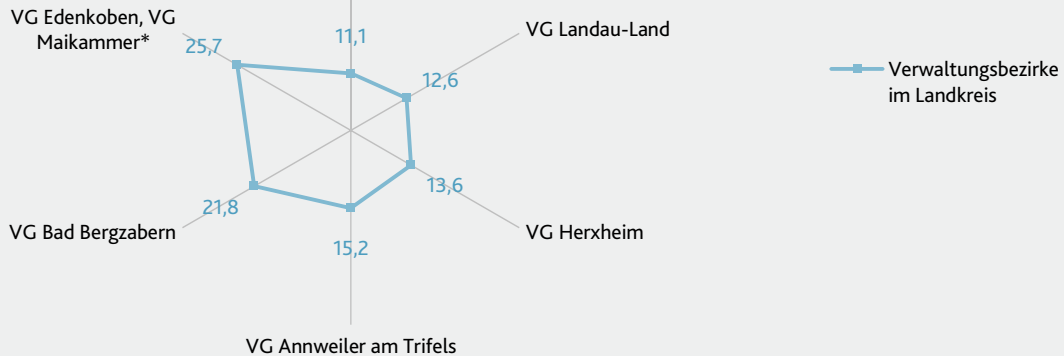 VG Edenkoben, VG
Maikammer*
25,7
11,1
VG Landau-Land
12,6
Verwaltungsbezirke
im Landkreis
13,6
21,8
VG Bad Bergzabern
VG Herxheim
15,2
VG Annweiler am Trifels